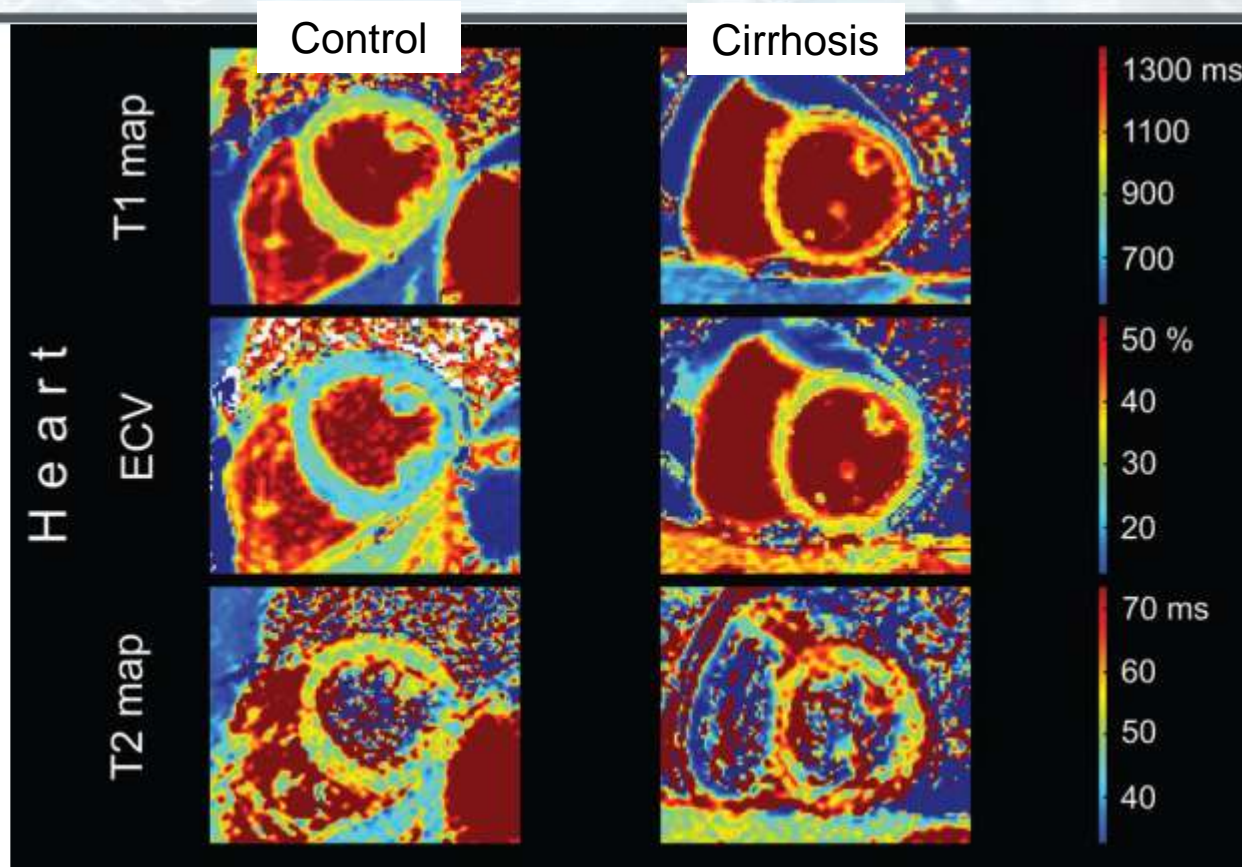 Control
Cirrhosis
Heart
T1 map
1300 ms
1100
900
700
ECV
50 %
40
30
20
T2 map
70 ms
60
50
40